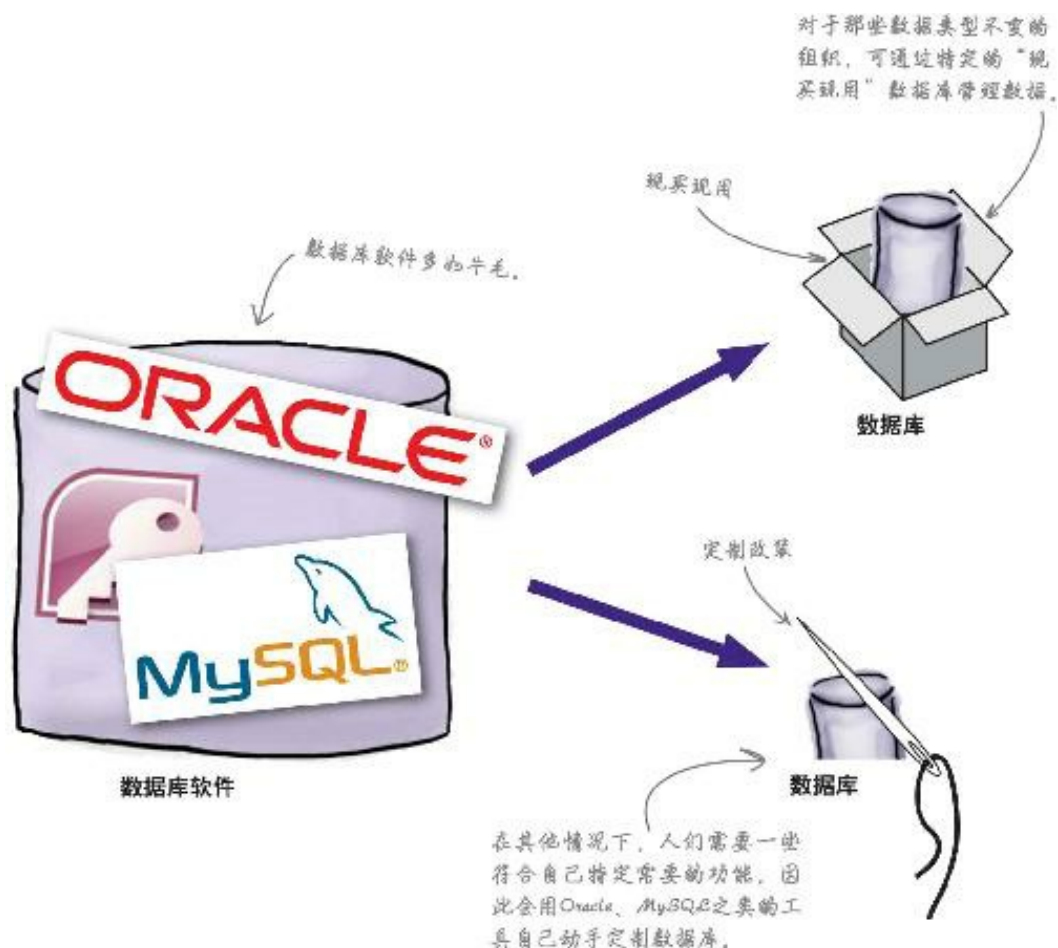 对于那些数据类型不变的
组织，可通过特定的“现
买现用”数据库管理数据。
现买现用
数据库软件多如牛毛。
ORACLE®
数据库
定制改装
MySQL®
数据库软件
数据库
在其他情况下，人们需要一些
符合自己特定需要的功能，因
此会用Oracle、MySQL之类的工
具自己动手定制数据库。